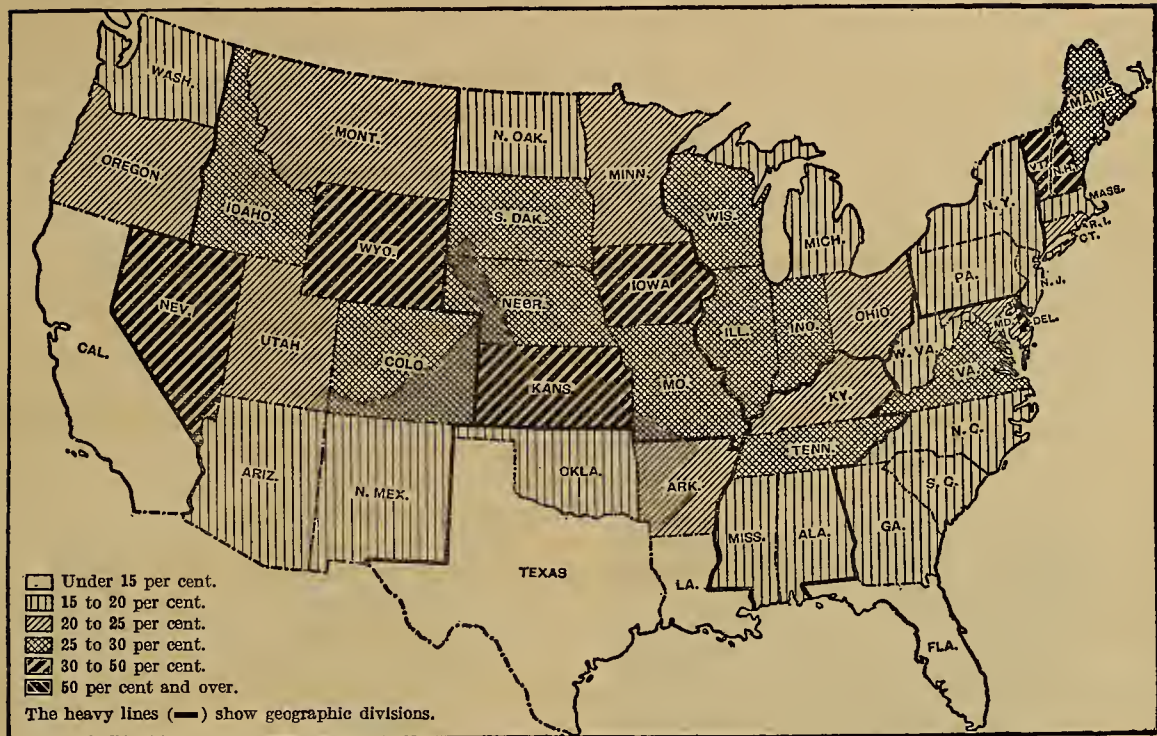 WASH.
MONT.
N. OAK.
MINN.
OREGON
IDAHO
WYO.
S. DAK.
WIS.
MICH.
MAINE
VT.
N.H.
MASS.
N. Y.
R.I.
CT.
NEV.
UTAH
COLO.
NEBR.
IOWA
ILL.
IND.
OHIO
PA.
N.J.
MD.
DEL.
W. VA.
VA.
CAL.
KANS.
MO.
KY.
N. C.
TENN.
S. C.
ARIZ.
N. MEX.
OKLA.
ARK.
MISS.
ALA.
GA.
TEXAS
LA.
FLA.
Under 15 per cent.
15 to 20 per cent.
20 to 25 per cent.
25 to 30 per cent.
30 to 50 per cent.
50 per cent and over.
The heavy lines (▬) show geographic divisions.